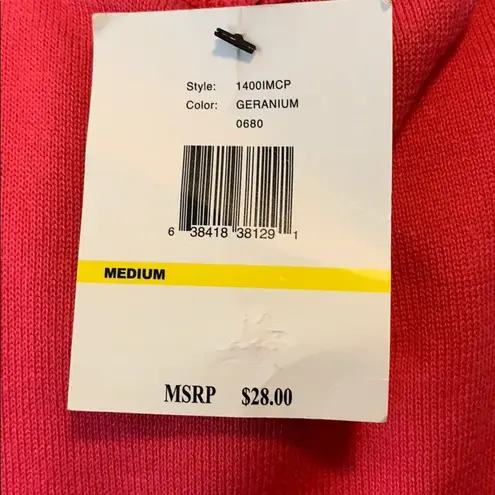 Style: 1400IMCP
Color: GERANIUM
0680
6 38418 38129 1
MEDIUM
MSRP $28.00